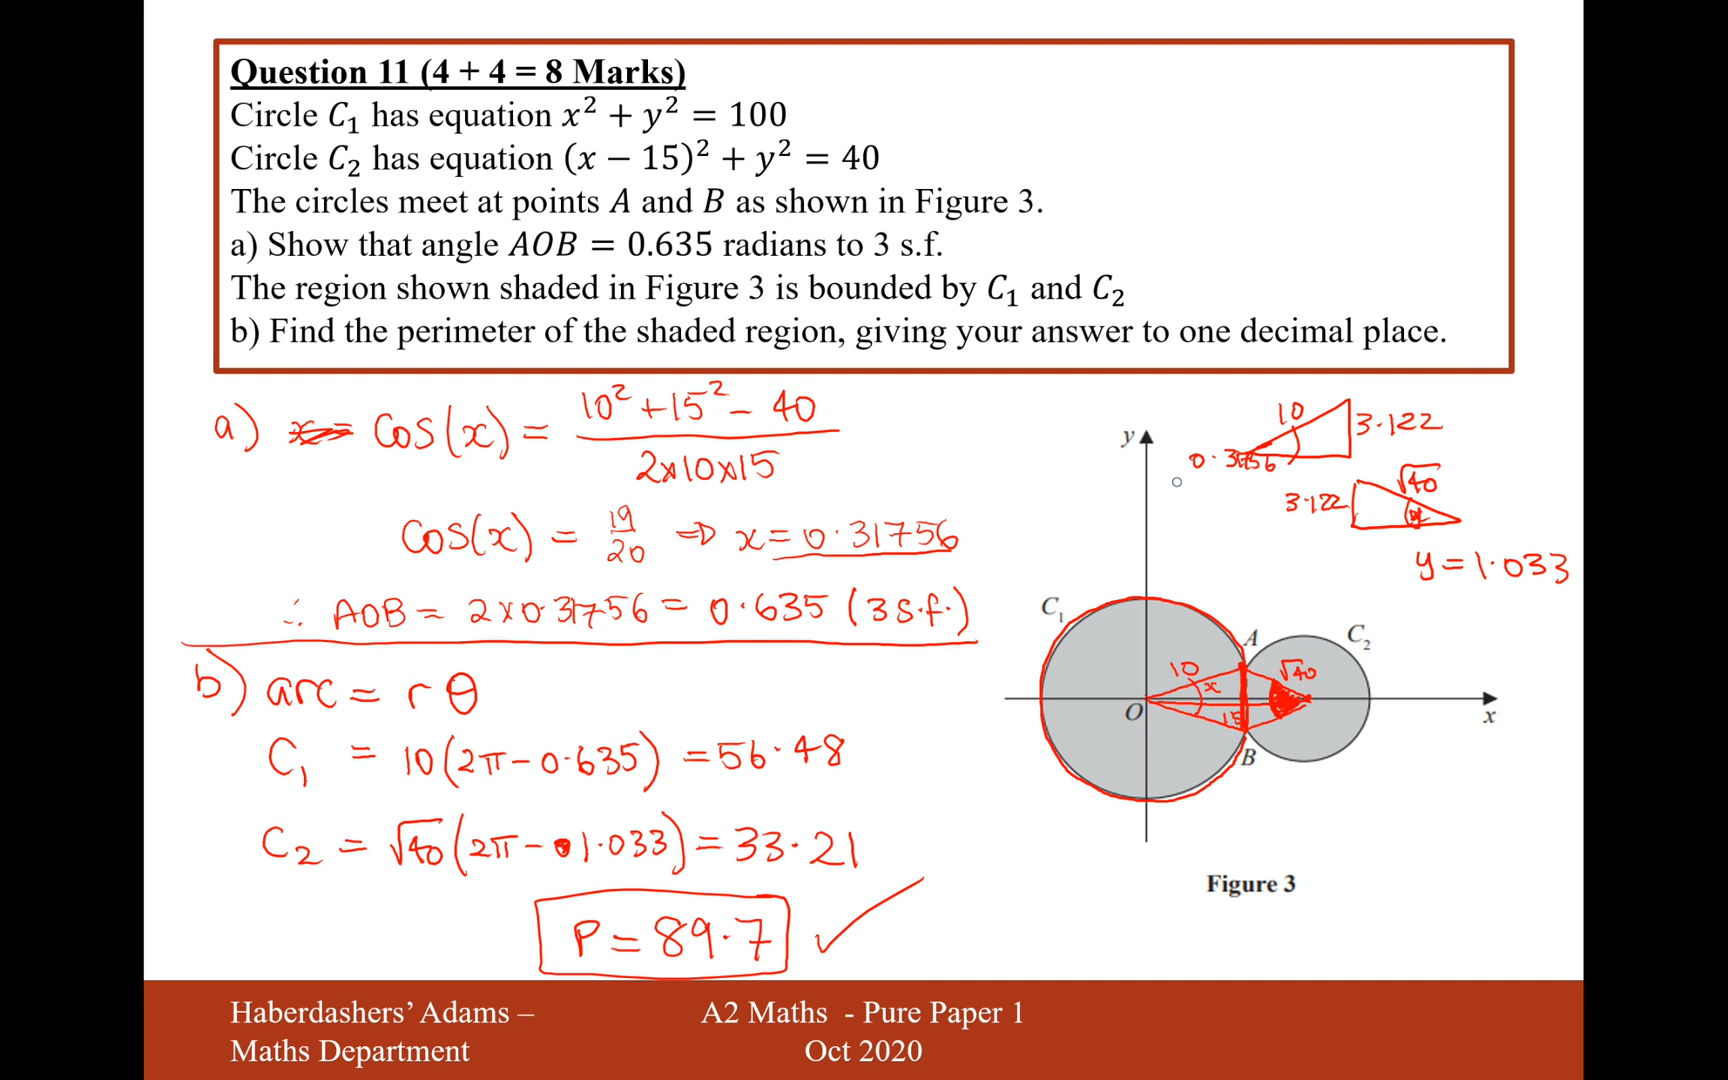 Question 11 (4 + 4 = 8 Marks)
Circle C₁ has equation x² + y² = 100
Circle C₂ has equation (x − 15)² + y² = 40
The circles meet at points A and B as shown in Figure 3.
a) Show that angle AOB = 0.635 radians to 3 s.f.
The region shown shaded in Figure 3 is bounded by C₁ and C₂
b) Find the perimeter of the shaded region, giving your answer to one decimal place.
a) Cos(x) = (10² + 15² − 40) / (2×10×15)
Cos(x) = 19/20 ⇒ x = 0.31756
∴ AOB = 2×0.31756 = 0.635 (3 s.f.)
b) arc = rθ
C₁ = 10(2π − 0.635) = 56.48
C₂ = √40(2π − 1.033) = 33.21
P = 89.7 ✓
10
3.122
√40
3.122
x
y = 1.033
y
C₁
A
C₂
10
x
√40
O
15
x
B
Figure 3
Haberdashers’ Adams –
Maths Department
A2 Maths - Pure Paper 1
Oct 2020